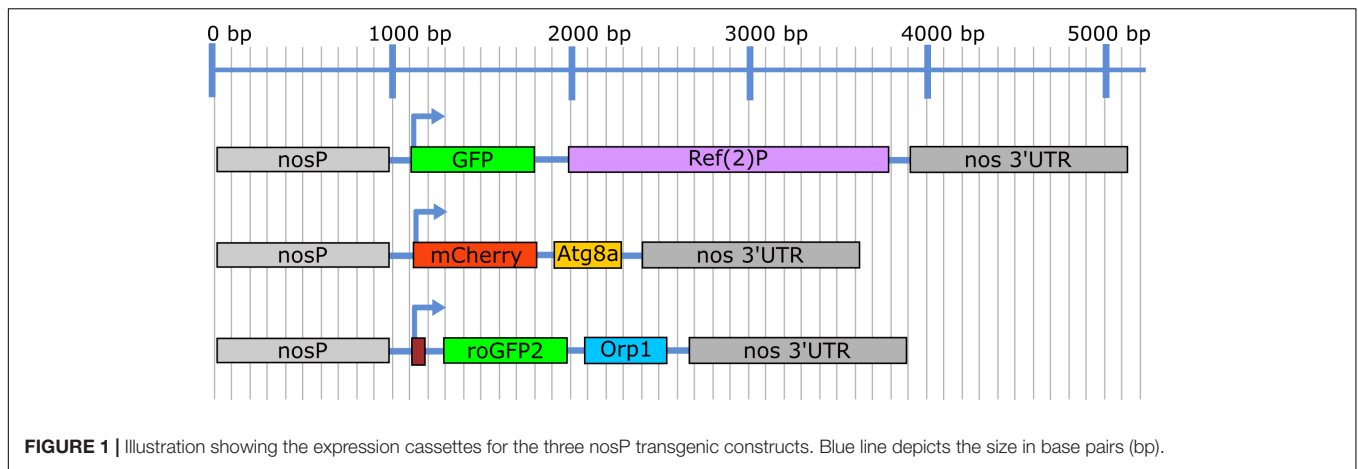 0 bp 1000 bp 2000 bp 3000 bp 4000 bp 5000 bp
nosP GFP Ref(2)P nos 3'UTR
nosP mCherry Atg8a nos 3'UTR
nosP roGFP2 Orp1 nos 3'UTR
FIGURE 1 | Illustration showing the expression cassettes for the three nosP transgenic constructs. Blue line depicts the size in base pairs (bp).